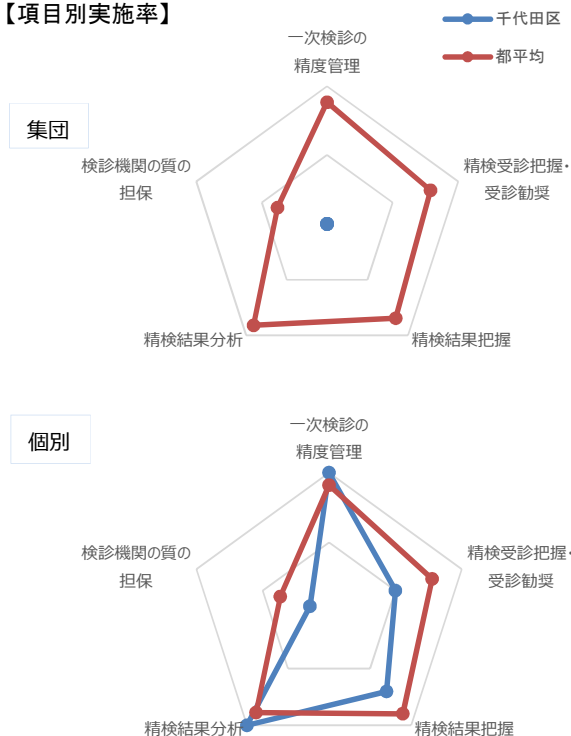 【項目別実施率】
千代田区
都平均
集団
一次検診の
精度管理
精検受診把握・
受診勧奨
精検結果把握
精検結果分析
検診機関の質の
担保
個別
一次検診の
精度管理
精検受診把握・
受診勧奨
精検結果把握
精検結果分析
検診機関の質の
担保